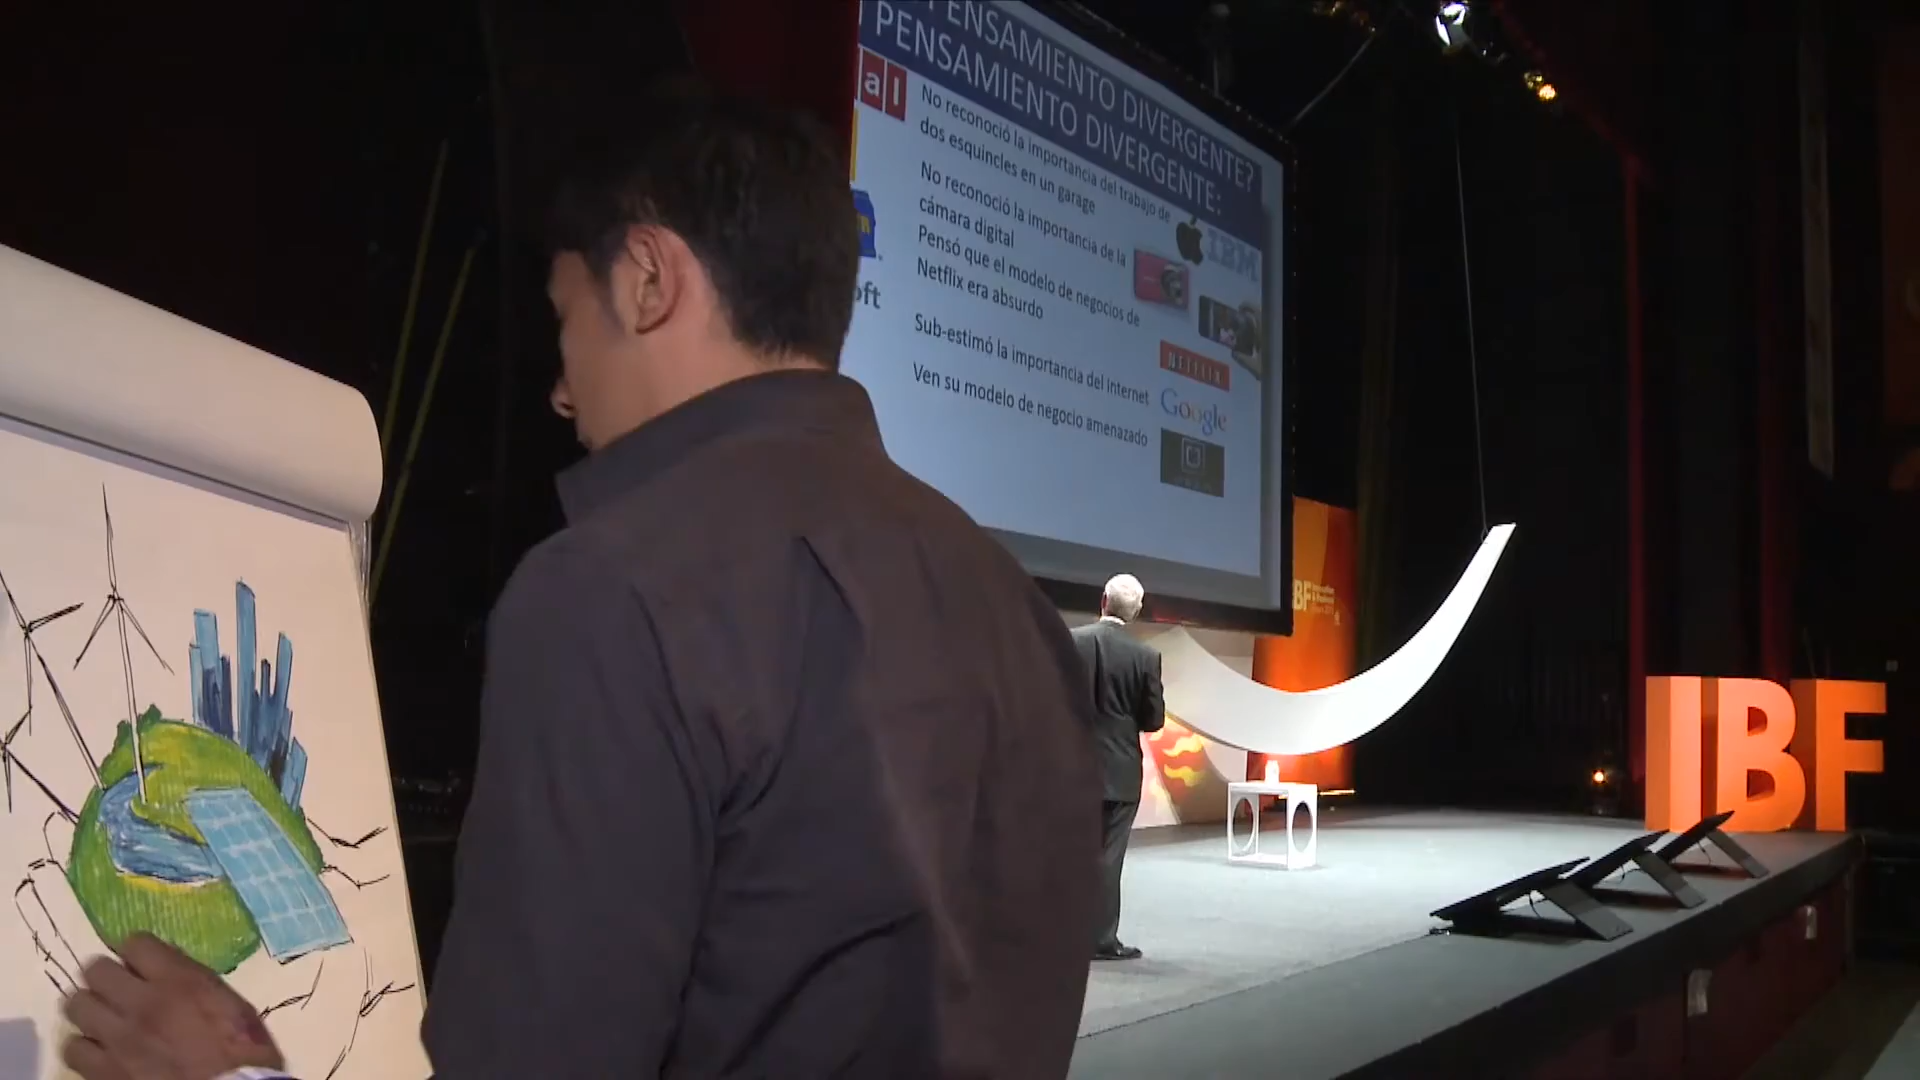 PENSAMIENTO DIVERGENTE?
PENSAMIENTO DIVERGENTE:
al
No reconoció la importancia del trabajo de
dos esquincles en un garage
IBM
No reconoció la importancia de la
cámara digital
Pensó que el modelo de negocios de
Netflix era absurdo
oft
NETFLIX
Sub-estimó la importancia del Internet
Google
Ven su modelo de negocio amenazado
BF
IBF